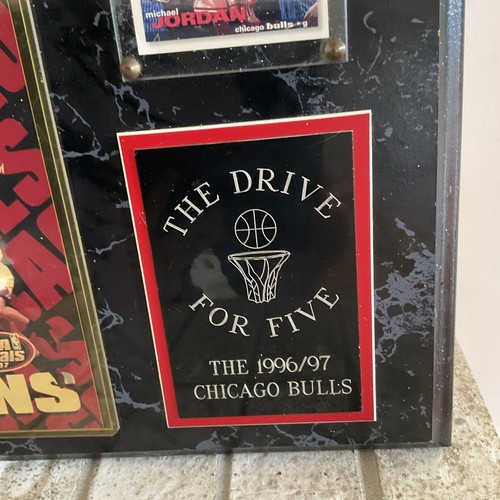 michael
JORDAN
chicago bulls • g
THE DRIVE
FOR FIVE
THE 1996/97
CHICAGO BULLS